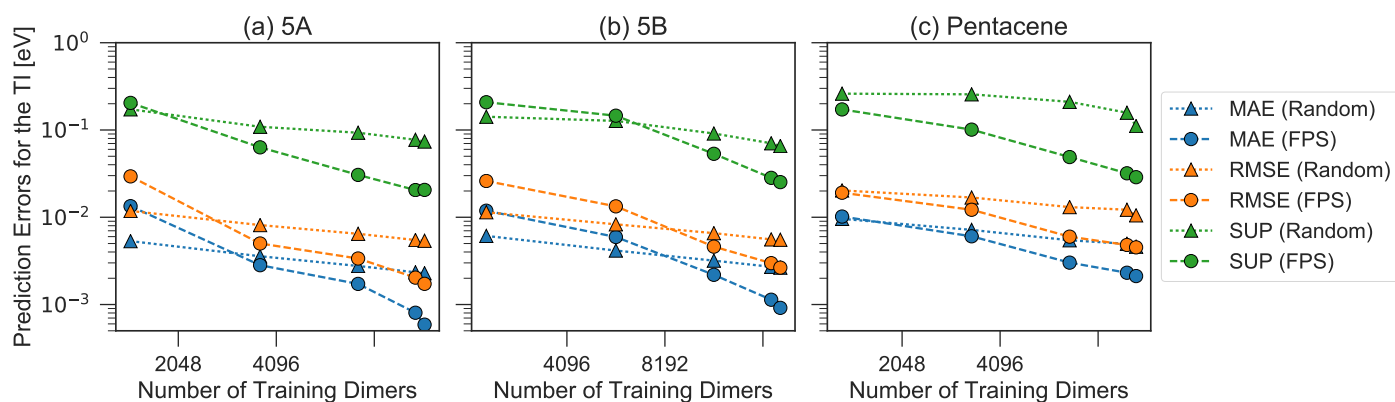 (a) 5A
(b) 5B
(c) Pentacene
Prediction Errors for the TI [eV]
10⁰
10⁻¹
10⁻²
10⁻³
2048
4096
4096
8192
2048
4096
Number of Training Dimers
Number of Training Dimers
Number of Training Dimers
MAE (Random)
MAE (FPS)
RMSE (Random)
RMSE (FPS)
SUP (Random)
SUP (FPS)